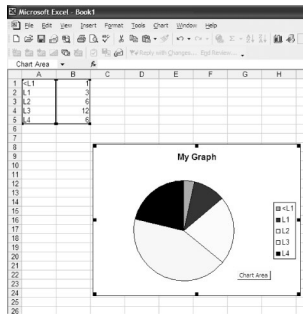 Microsoft Excel - Book1
File Edit View Insert Format Tools Chart Window Help
Reply with Changes... End Review...
Chart Area fx
A B C D E F G H
1 <L1 1
2 L1 3
3 L2 6
4 L3 12
5 L4 6
6
7
8
9 My Graph
10
11
12
13
14 <L1
15 L1
16 L2
17 L3
18 L4
19
20
21
22 Chart Area
23
24
25
26